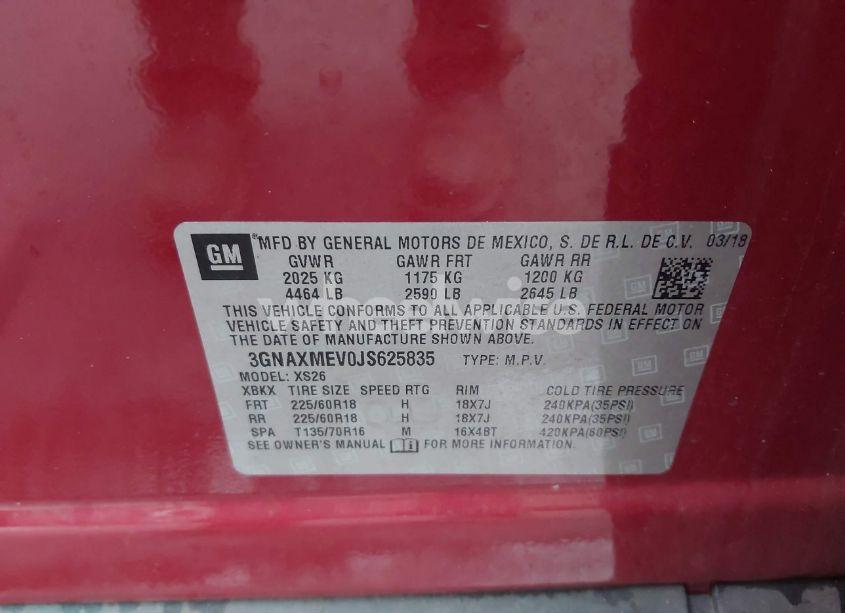 GM ® MFD BY GENERAL MOTORS DE MEXICO, S. DE R.L. DE C.V. 03/18
GVWR GAWR FRT GAWR RR
2025 KG 1175 KG 1200 KG
4464 LB 2590 LB 2645 LB
THIS VEHICLE CONFORMS TO ALL APPLICABLE U.S. FEDERAL MOTOR
VEHICLE SAFETY AND THEFT PREVENTION STANDARDS IN EFFECT ON
THE DATE OF MANUFACTURE SHOWN ABOVE.
3GNAXMEV0JS625835 TYPE: M.P.V.
MODEL: XS26
XBKX TIRE SIZE SPEED RTG RIM COLD TIRE PRESSURE
FRT 225/60R18 H 18X7J 240KPA(35PSI)
RR 225/60R18 H 18X7J 240KPA(35PSI)
SPA T135/70R16 M 16X4BT 420KPA(60PSI)
SEE OWNER'S MANUAL FOR MORE INFORMATION.